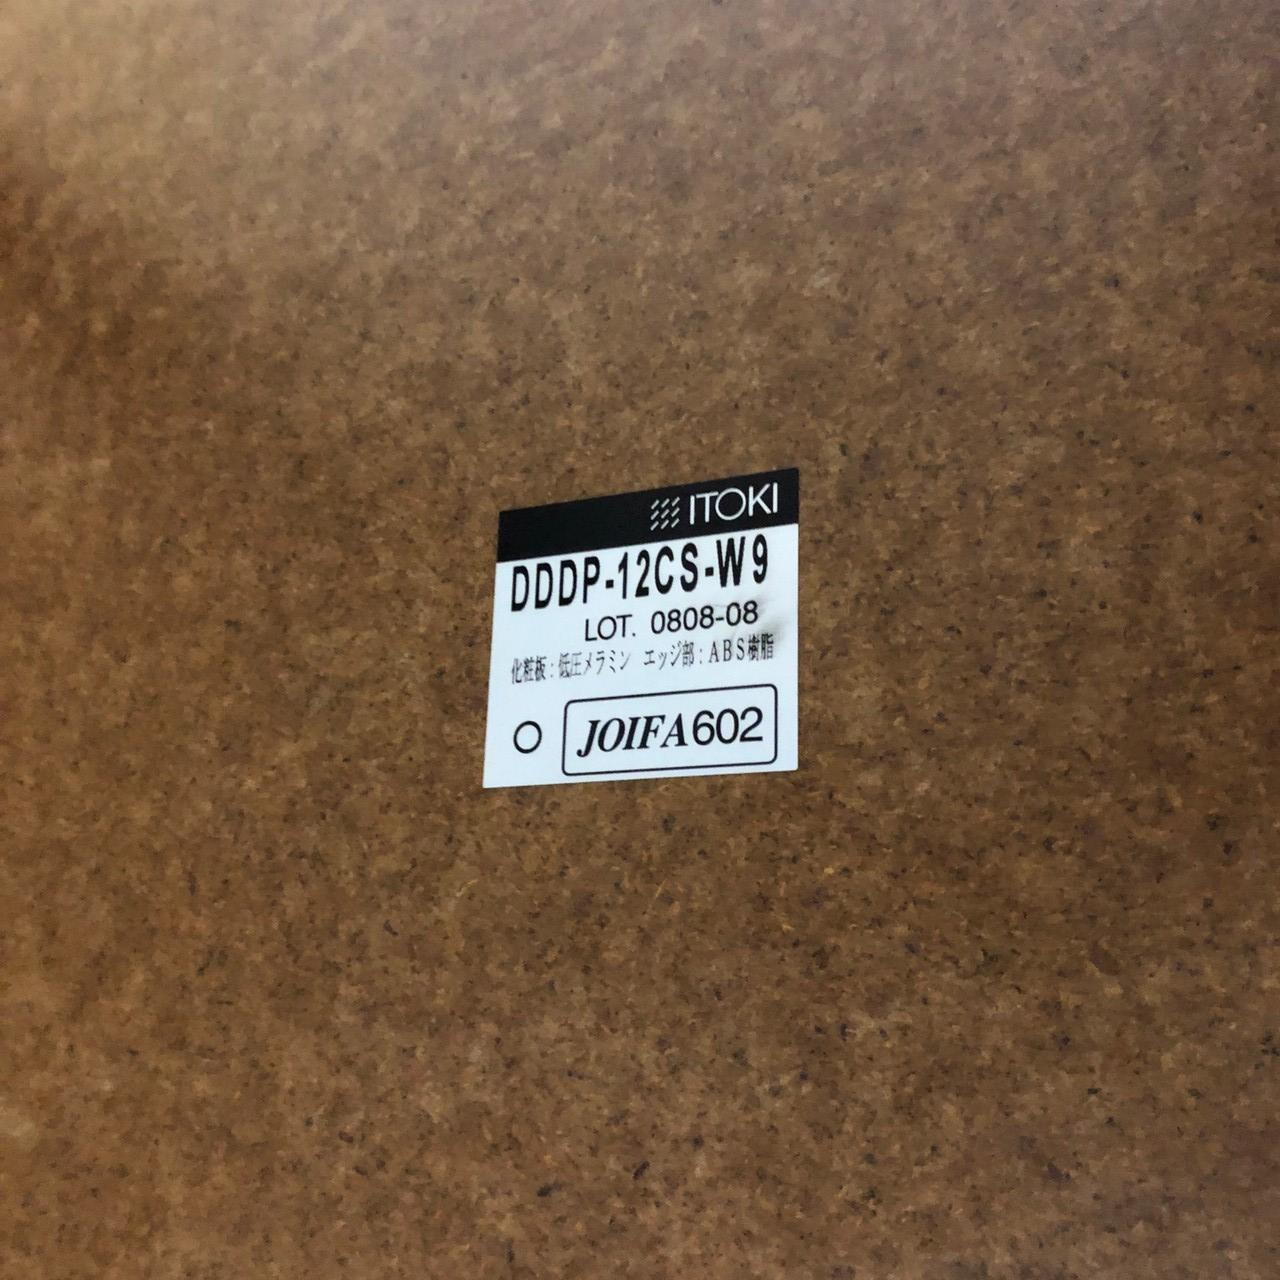 ITOKI
DDDP-12CS-W9
LOT. 0808-08
化粧板：低圧メラミン エッジ部：ABS樹脂
○ JOIFA602